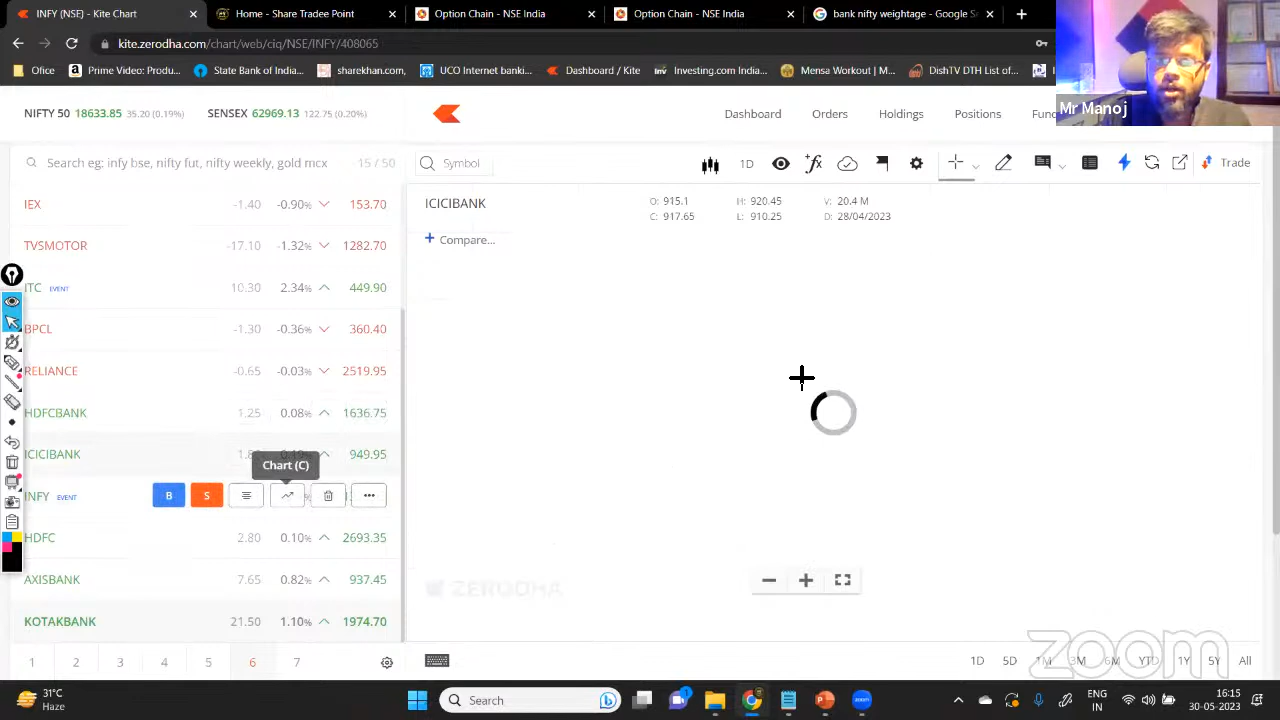 INFY (NSE) - Kite Chart
Home - Share Trade Point
Option Chain - NSE India
Option Chain - NSE India
bank nifty weightage - Google S
kite.zerodha.com/chart/web/ciq/NSE/INFY/408065
Ofice
Prime Video: Produ...
State Bank of India...
sharekhan.com,
UCO Internet banki...
Dashboard / Kite
inv
Investing.com India...
Mensa Workout | M...
DishTV DTH List of...
Mr Manoj
NIFTY 50 18633.85 35.20 (0.19%)
SENSEX 62969.13 122.75 (0.20%)
Dashboard
Orders
Holdings
Positions
Fund
Search eg: infy bse, nifty fut, nifty weekly, gold mcx
15 / 50
Symbol
1D
Trade
IEX -1.40 -0.90% 153.70
TVSMOTOR -17.10 -1.32% 1282.70
ITC EVENT 10.30 2.34% 449.90
BPCL -1.30 -0.36% 360.40
RELIANCE -0.65 -0.03% 2519.95
HDFCBANK 1.25 0.08% 1636.75
ICICIBANK 949.95
Chart (C)
INFY EVENT B S
HDFC 2.80 0.10% 2693.35
AXISBANK 7.65 0.82% 937.45
KOTAKBANK 21.50 1.10% 1974.70
1 2 3 4 5 6 7
ICICIBANK
O: 915.1 H: 920.45 V: 20.4 M
C: 917.65 L: 910.25 D: 28/04/2023
+ Compare...
ZERODHA
1D 5D 1M 3M 6M YTD 1Y 5Y All
zoom
31°C
Haze
Search
ENG
IN
16:15
30-05-2023